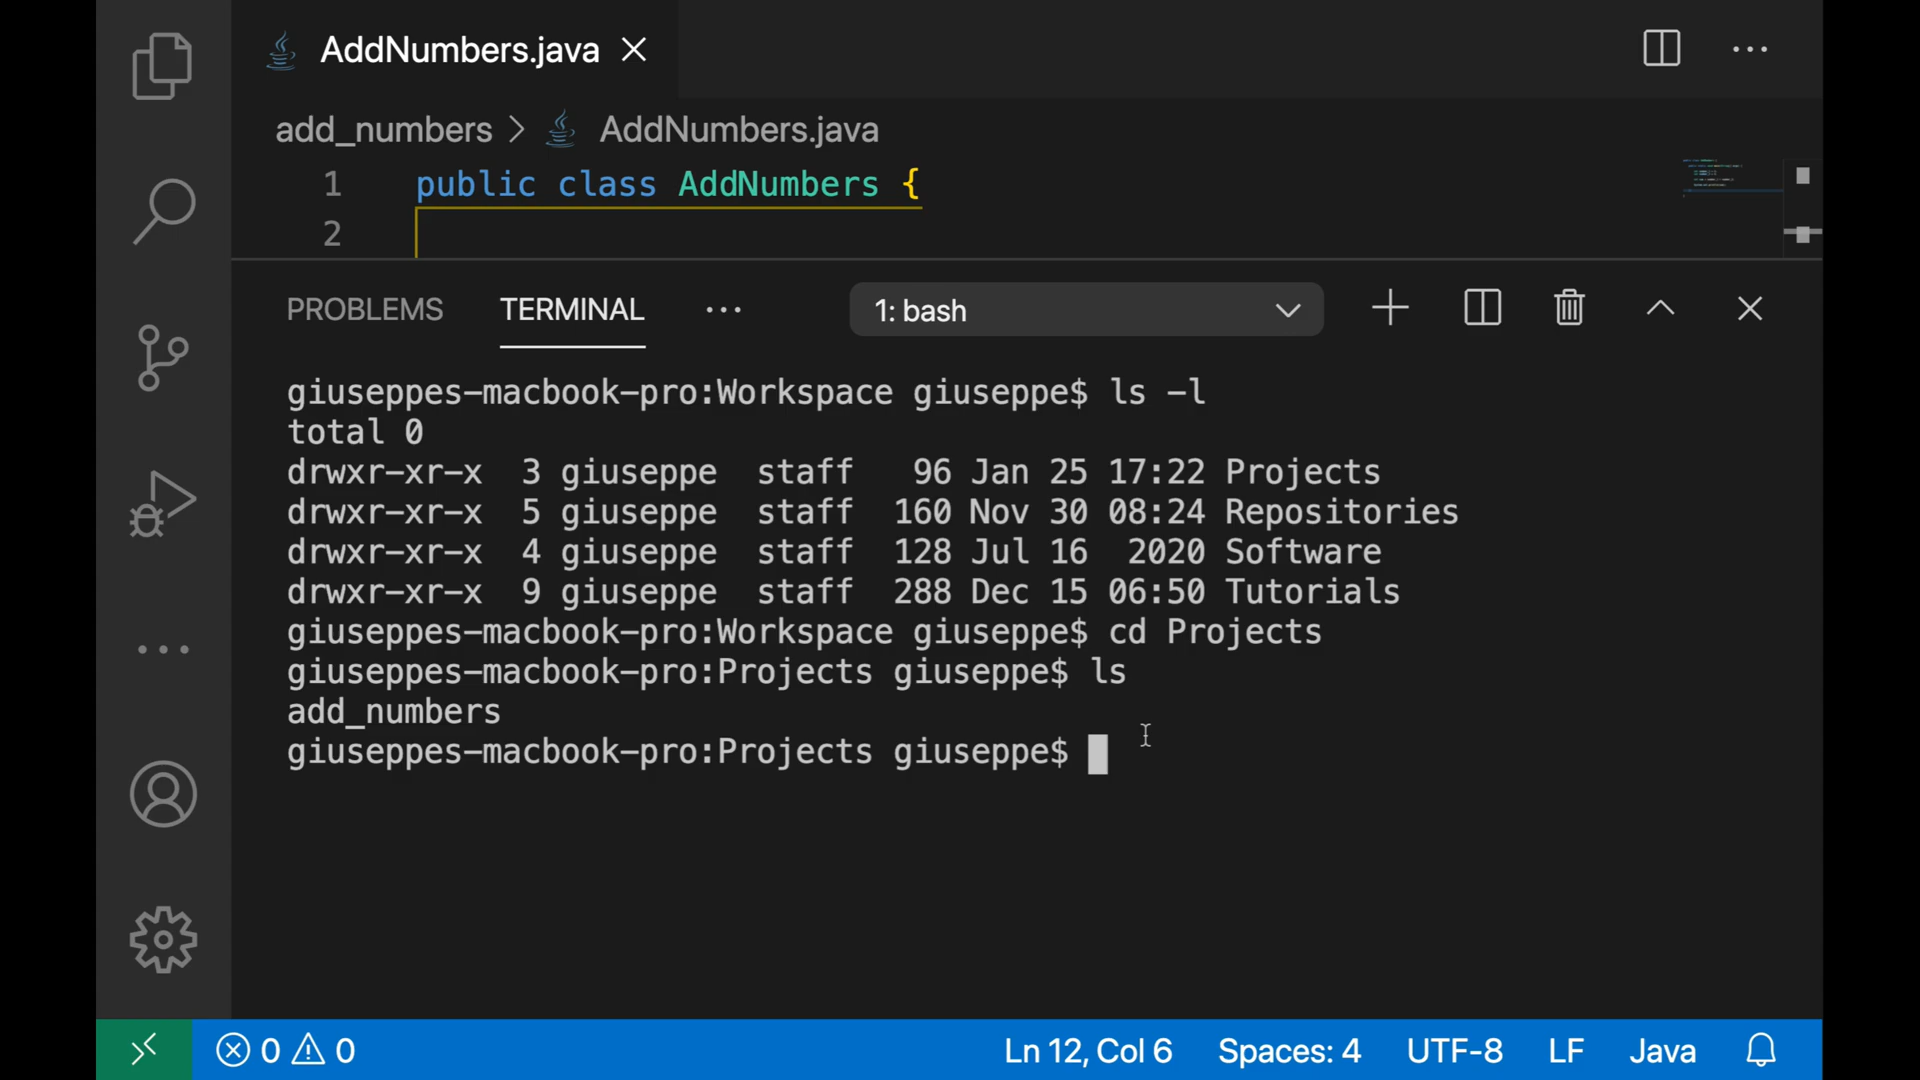 AddNumbers.java
add_numbers > AddNumbers.java
1 public class AddNumbers {
2
PROBLEMS TERMINAL ··· 1: bash
giuseppes-macbook-pro:Workspace giuseppe$ ls -l
total 0
drwxr-xr-x  3 giuseppe  staff   96 Jan 25 17:22 Projects
drwxr-xr-x  5 giuseppe  staff  160 Nov 30 08:24 Repositories
drwxr-xr-x  4 giuseppe  staff  128 Jul 16  2020 Software
drwxr-xr-x  9 giuseppe  staff  288 Dec 15 06:50 Tutorials
giuseppes-macbook-pro:Workspace giuseppe$ cd Projects
giuseppes-macbook-pro:Projects giuseppe$ ls
add_numbers
giuseppes-macbook-pro:Projects giuseppe$
0 0 Ln 12, Col 6 Spaces: 4 UTF-8 LF Java